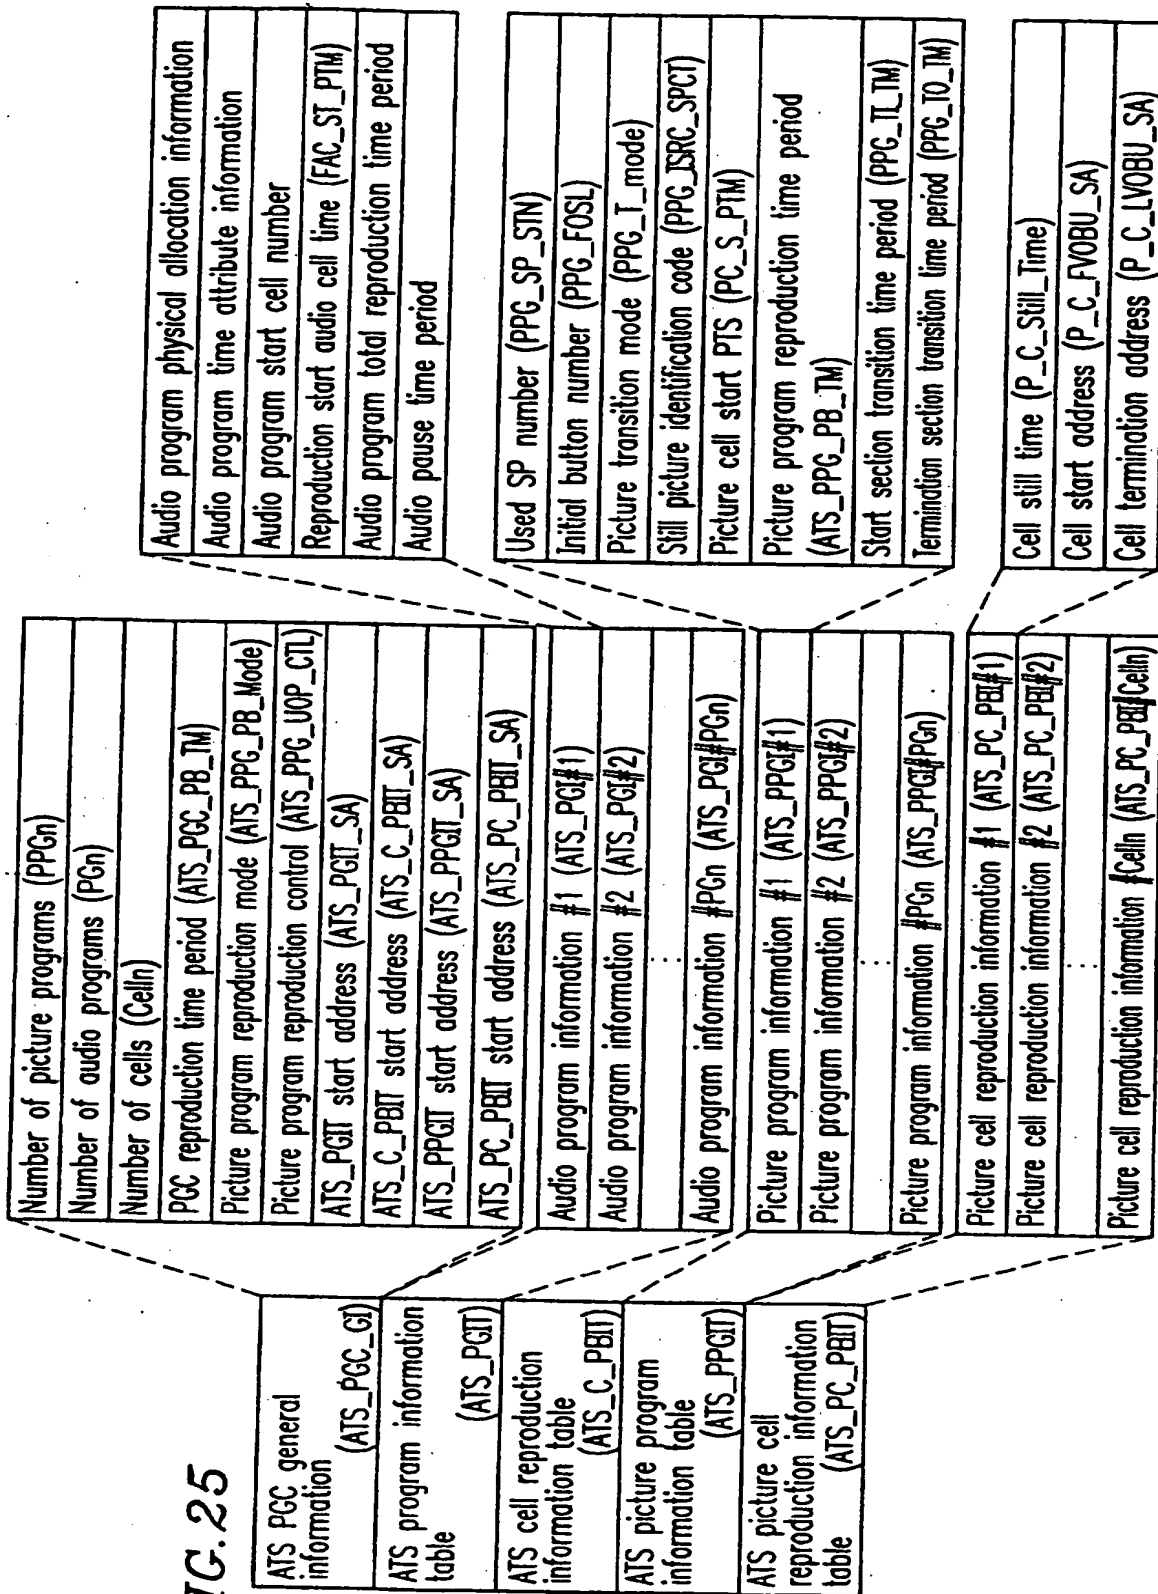 FIG. 25
ATS PGC general
information
(ATS_PGC_GI)
ATS program information
table
(ATS_PGIT)
ATS cell reproduction
information table
(ATS_C_PBIT)
ATS picture program
information table
(ATS_PPGIT)
ATS picture cell
reproduction information
table (ATS_PC_PBIT)
Number of picture programs (PPGn)
Number of audio programs (PGn)
Number of cells (Celln)
PGC reproduction time period (ATS_PGC_PB_TM)
Picture program reproduction mode (ATS_PPG_PB_Mode)
Picture program reproduction control (ATS_PPG_UOP_CTL)
ATS_PGIT start address (ATS_PGIT_SA)
ATS_C_PBIT start address (ATS_C_PBIT_SA)
ATS_PPGIT start address (ATS_PPGIT_SA)
ATS_PC_PBIT start address (ATS_PC_PBIT_SA)
Audio program information #1 (ATS_PGI#1)
Audio program information #2 (ATS_PGI#2)
Audio program information #PGn (ATS_PGI#PGn)
Picture program information #1 (ATS_PPGI#1)
Picture program information #2 (ATS_PPGI#2)
Picture program information #PGn (ATS_PPGI#PGn)
Picture cell reproduction information #1 (ATS_PC_PBI#1)
Picture cell reproduction information #2 (ATS_PC_PBI#2)
Picture cell reproduction information #Celln (ATS_PC_PBI#Celln)
Audio program physical allocation information
Audio program time attribute information
Audio program start cell number
Reproduction start audio cell time (FAC_ST_PTM)
Audio program total reproduction time period
Audio pause time period
Used SP number (PPG_SP_STN)
Initial button number (PPG_FOSL)
Picture transition mode (PPG_T_mode)
Still picture identification code (PPG_ISRC_SPCT)
Picture cell start PTS (PC_S_PTM)
Picture program reproduction time period
(ATS_PPG_PB_TM)
Start section transition time period (PPG_TI_TM)
Termination section transition time period (PPG_TO_TM)
Cell still time (P_C_Still_Time)
Cell start address (P_C_FVOBU_SA)
Cell termination address (P_C_LVOBU_SA)